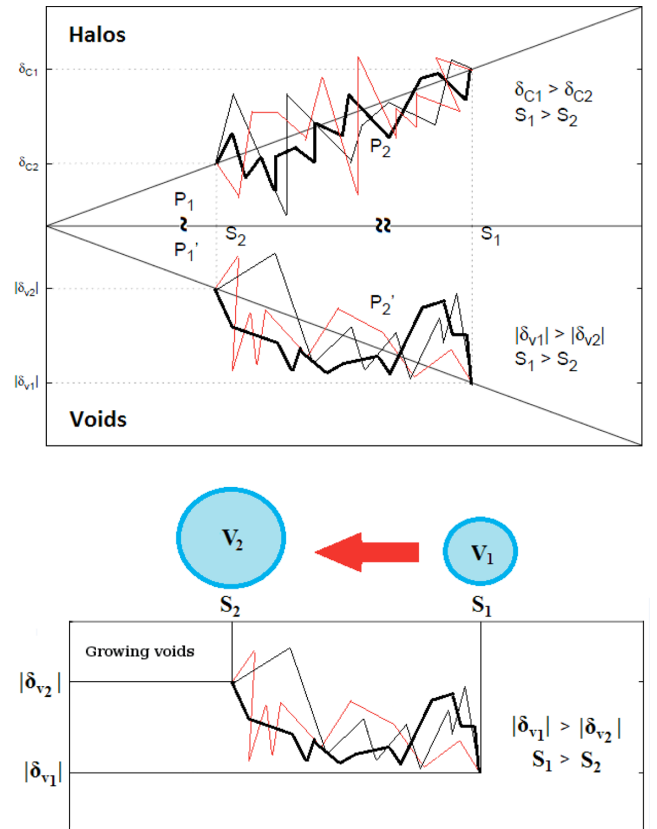 Halos
δC1
δC1 > δC2
S1 > S2
P2
δC2
P1
S2
S1
P1’
|δv2|
P2’
|δv1| > |δv2|
S1 > S2
|δv1|
Voids
V2
V1
S2
S1
Growing voids
|δv2|
|δv1| > |δv2|
S1 > S2
|δv1|